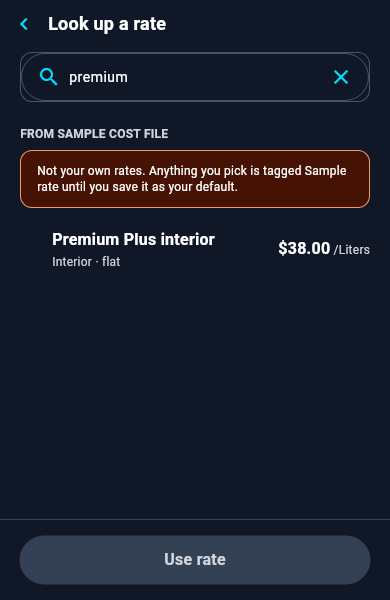 Look up a rate
premium
FROM SAMPLE COST FILE
Not your own rates. Anything you pick is tagged Sample
rate until you save it as your default.
Premium Plus interior
$38.00 /Liters
Interior · flat
Use rate